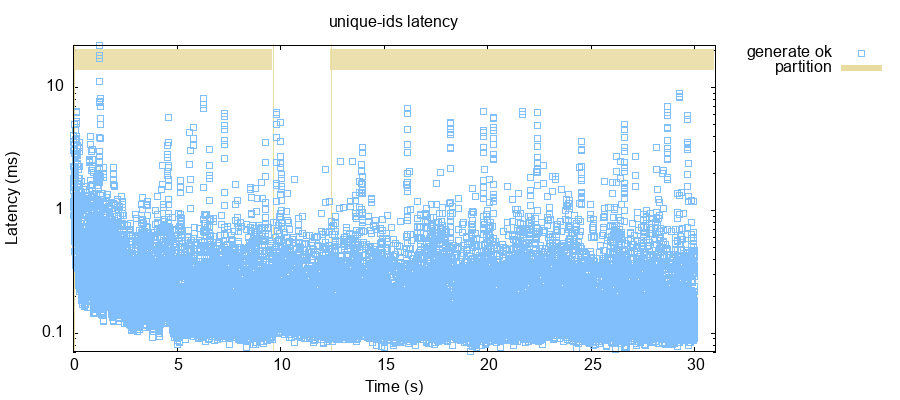 unique-ids latency
generate ok
partition
10
1
0.1
Latency (ms)
0 5 10 15 20 25 30
Time (s)